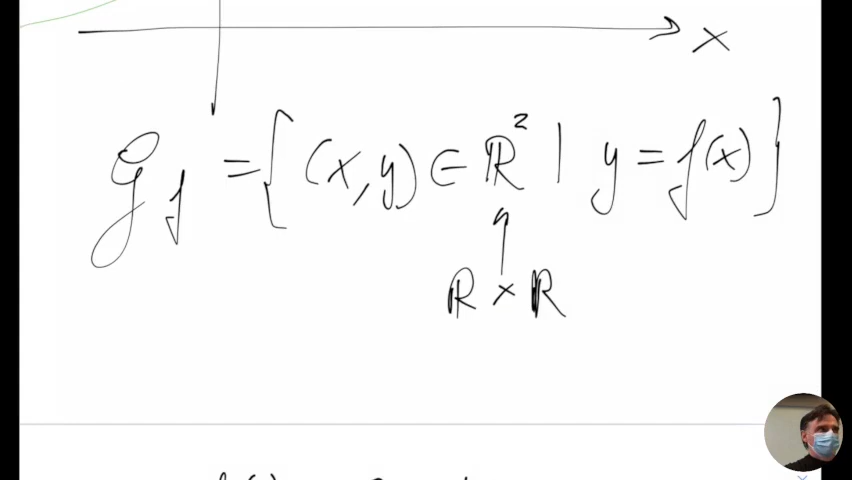 x
𝒢_f = { (x, y) ∈ ℝ² | y = f(x) }
↑
ℝ × ℝ